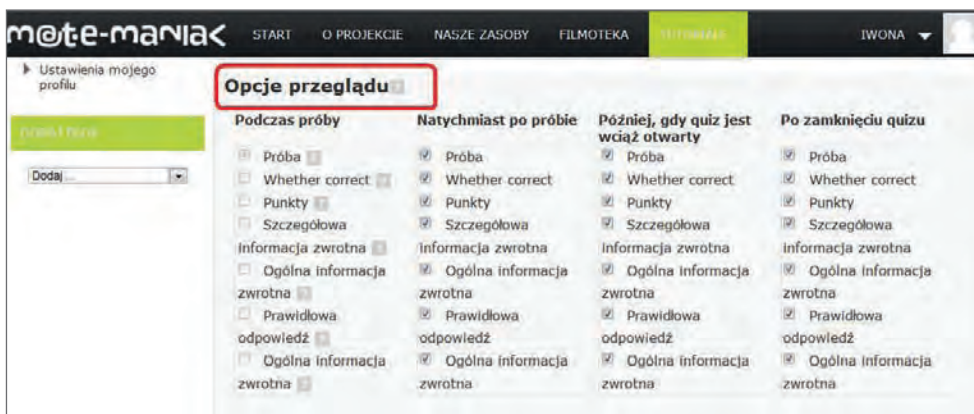 m@te-maniak
START O PROJEKCIE NASZE ZASOBY FILMOTEKA TUTORIALE IWONA
Ustawienia mojego
profilu
Dodaj ...
Opcje przeglądu
Podczas próby
Próba
Whether correct
Punkty
Szczegółowa
informacja zwrotna
Ogólna informacja
zwrotna
Prawidłowa
odpowiedź
Ogólna informacja
zwrotna
Natychmiast po próbie
Próba
Whether correct
Punkty
Szczegółowa
informacja zwrotna
Ogólna informacja
zwrotna
Prawidłowa
odpowiedź
Ogólna informacja
zwrotna
Później, gdy quiz jest
wciąż otwarty
Próba
Whether correct
Punkty
Szczegółowa
informacja zwrotna
Ogólna informacja
zwrotna
Prawidłowa
odpowiedź
Ogólna informacja
zwrotna
Po zamknięciu quizu
Próba
Whether correct
Punkty
Szczegółowa
informacja zwrotna
Ogólna informacja
zwrotna
Prawidłowa
odpowiedź
Ogólna informacja
zwrotna